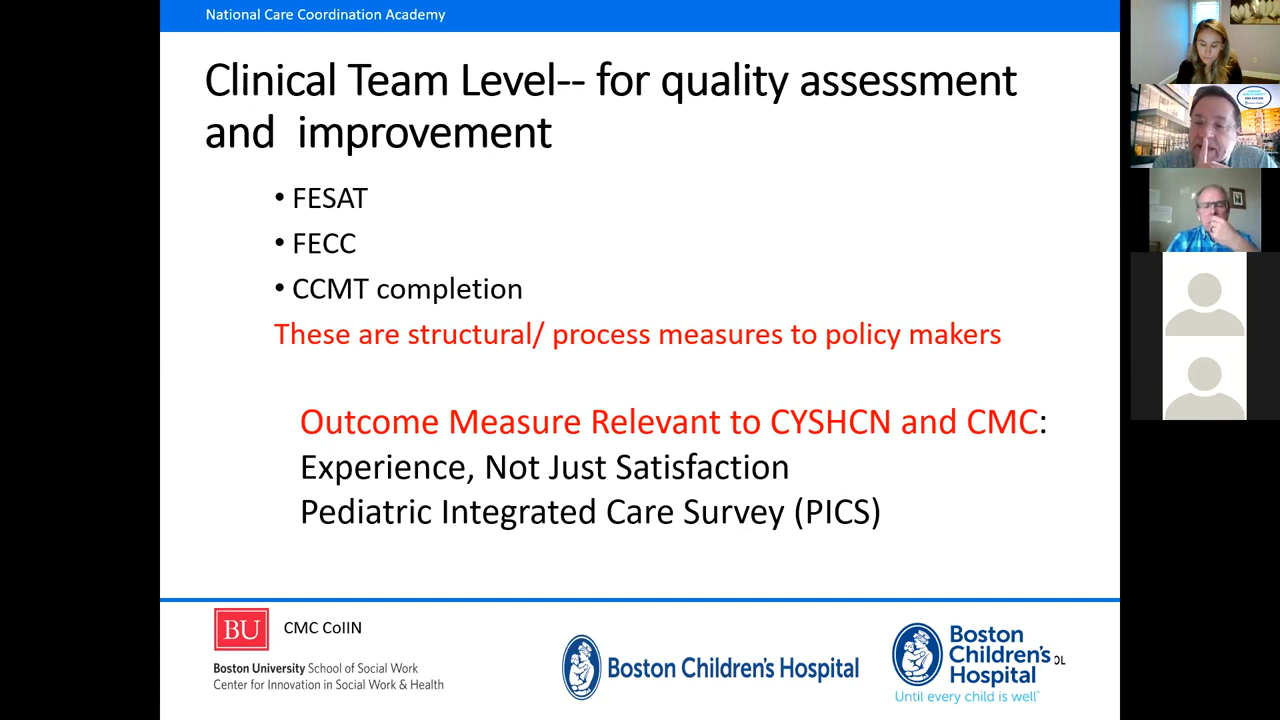 National Care Coordination Academy
Clinical Team Level-- for quality assessment
and improvement
• FESAT
• FECC
• CCMT completion
These are structural/ process measures to policy makers
Outcome Measure Relevant to CYSHCN and CMC:
Experience, Not Just Satisfaction
Pediatric Integrated Care Survey (PICS)
BU
CMC CoIIN
Boston University School of Social Work
Center for Innovation in Social Work & Health
Boston Children's Hospital
Boston
Children's
Hospital
OL
Until every child is well™